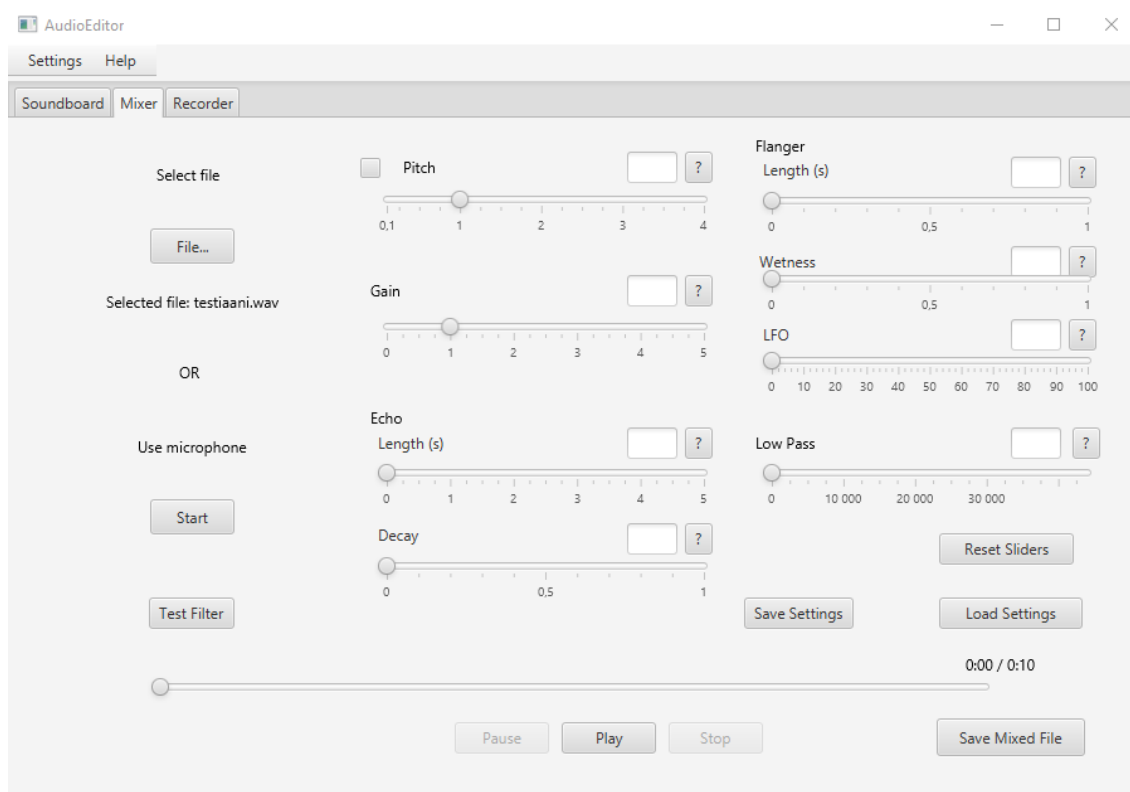 AudioEditor
Settings Help
Soundboard Mixer Recorder
Select file
File...
Selected file: testiaani.wav
OR
Use microphone
Start
Test Filter
Pitch ?
0,1 1 2 3 4
Gain ?
0 1 2 3 4 5
Echo
Length (s) ?
0 1 2 3 4 5
Decay ?
0 0,5 1
Flanger
Length (s) ?
0 0,5 1
Wetness ?
0 0,5 1
LFO ?
0 10 20 30 40 50 60 70 80 90 100
Low Pass ?
0 10 000 20 000 30 000
Reset Sliders
Save Settings Load Settings
0:00 / 0:10
Pause Play Stop
Save Mixed File